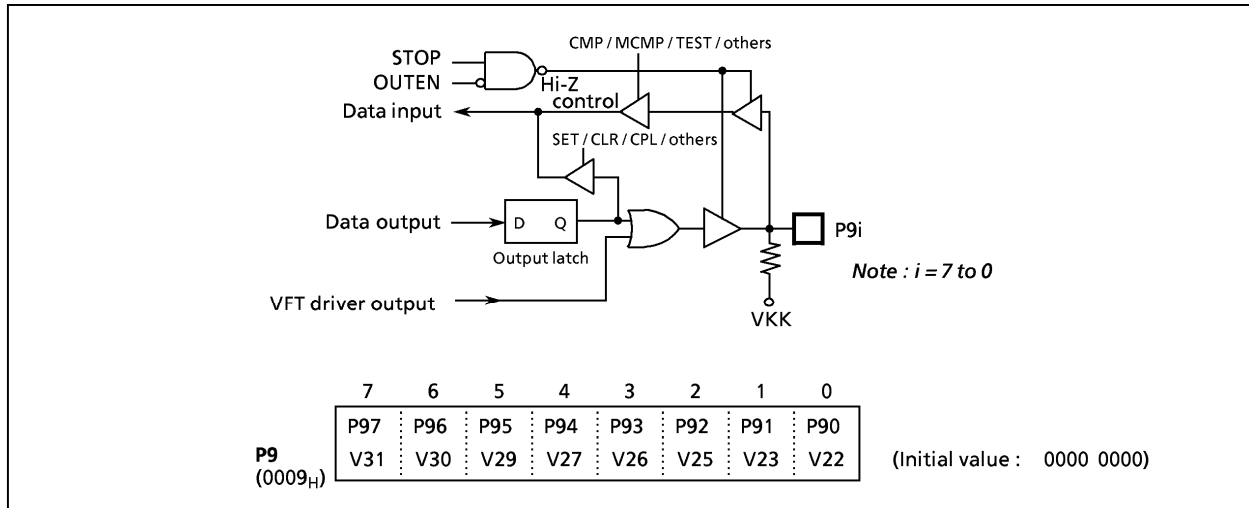 CMP / MCMP / TEST / others
STOP
OUTEN
Hi-Z
control
Data input
SET / CLR / CPL / others
Data output
D Q
Output latch
P9i
Note : i = 7 to 0
VFT driver output
VKK
7 6 5 4 3 2 1 0
P97 P96 P95 P94 P93 P92 P91 P90
P9
V31 V30 V29 V27 V26 V25 V23 V22
(Initial value : 0000 0000)
(0009H)